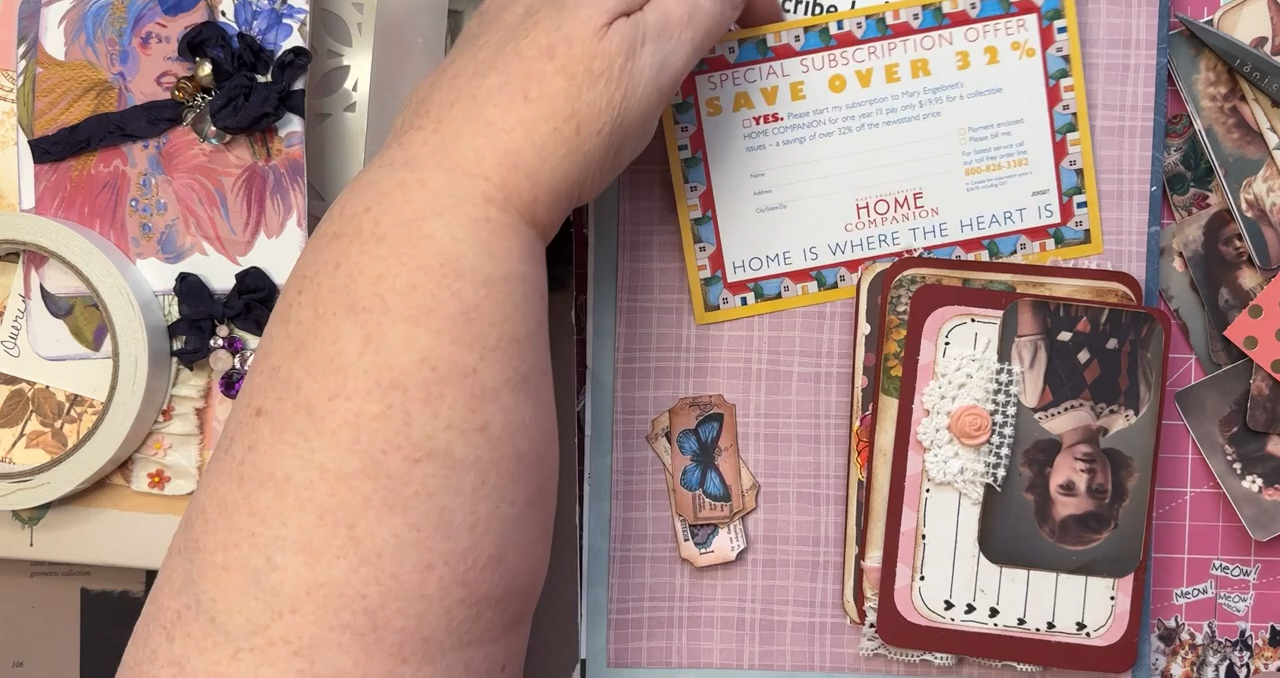 SPECIAL SUBSCRIPTION OFFER
SAVE OVER 32%
YES. Please start my subscription to Mary Engelbreit's
HOME COMPANION for one year. I'll pay only $19.95 for 6 collectible
issues – a savings of over 32% off the newsstand price.
Payment enclosed.
Please bill me.
For fastest service call
our toll free order line.
800-826-3382
Name
Address
City/State/Zip
HOME
COMPANION
HOME IS WHERE THE HEART IS
MEOW!
MEOW!
MEOW!
MEOW!
geometric collection.
106